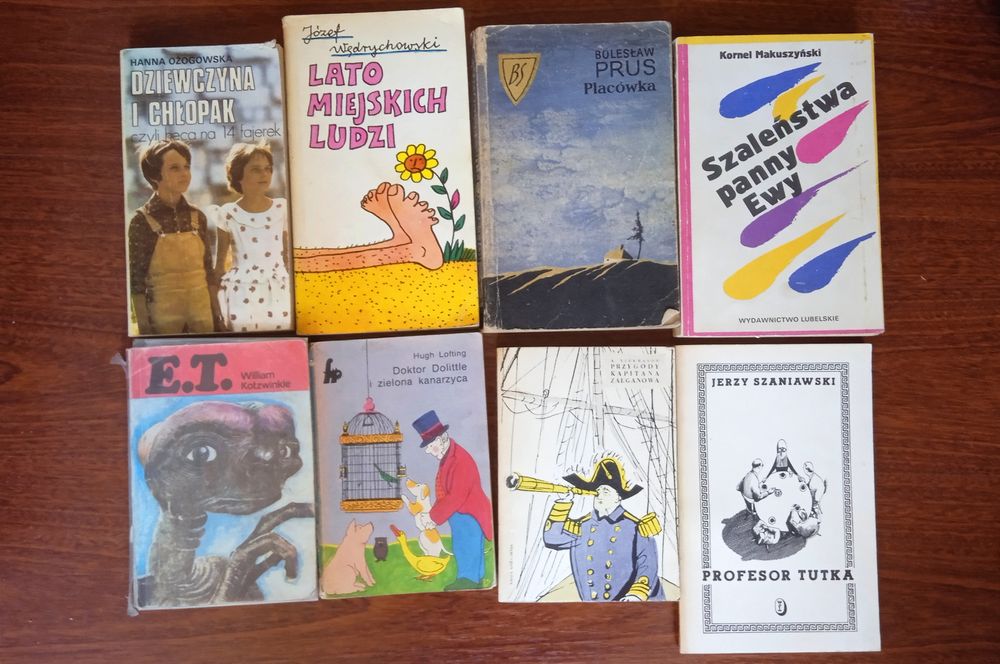 HANNA OŻOGOWSKA
DZIEWCZYNA
I CHŁOPAK
czyli heca na 14 fajerek
Józef
Wędrychowski
LATO
MIEJSKICH
LUDZI
BS
BOLESŁAW
PRUS
Placówka
Kornel Makuszyński
Szaleństwa
panny
Ewy
WYDAWNICTWO LUBELSKIE
E.T.
William
Kotzwinkle
Hugh Lofting
Doktor Dolittle
i zielona kanarzyca
PRZYGODY
KAPITANA
ZAŁGANOWA
JERZY SZANIAWSKI
PROFESOR TUTKA